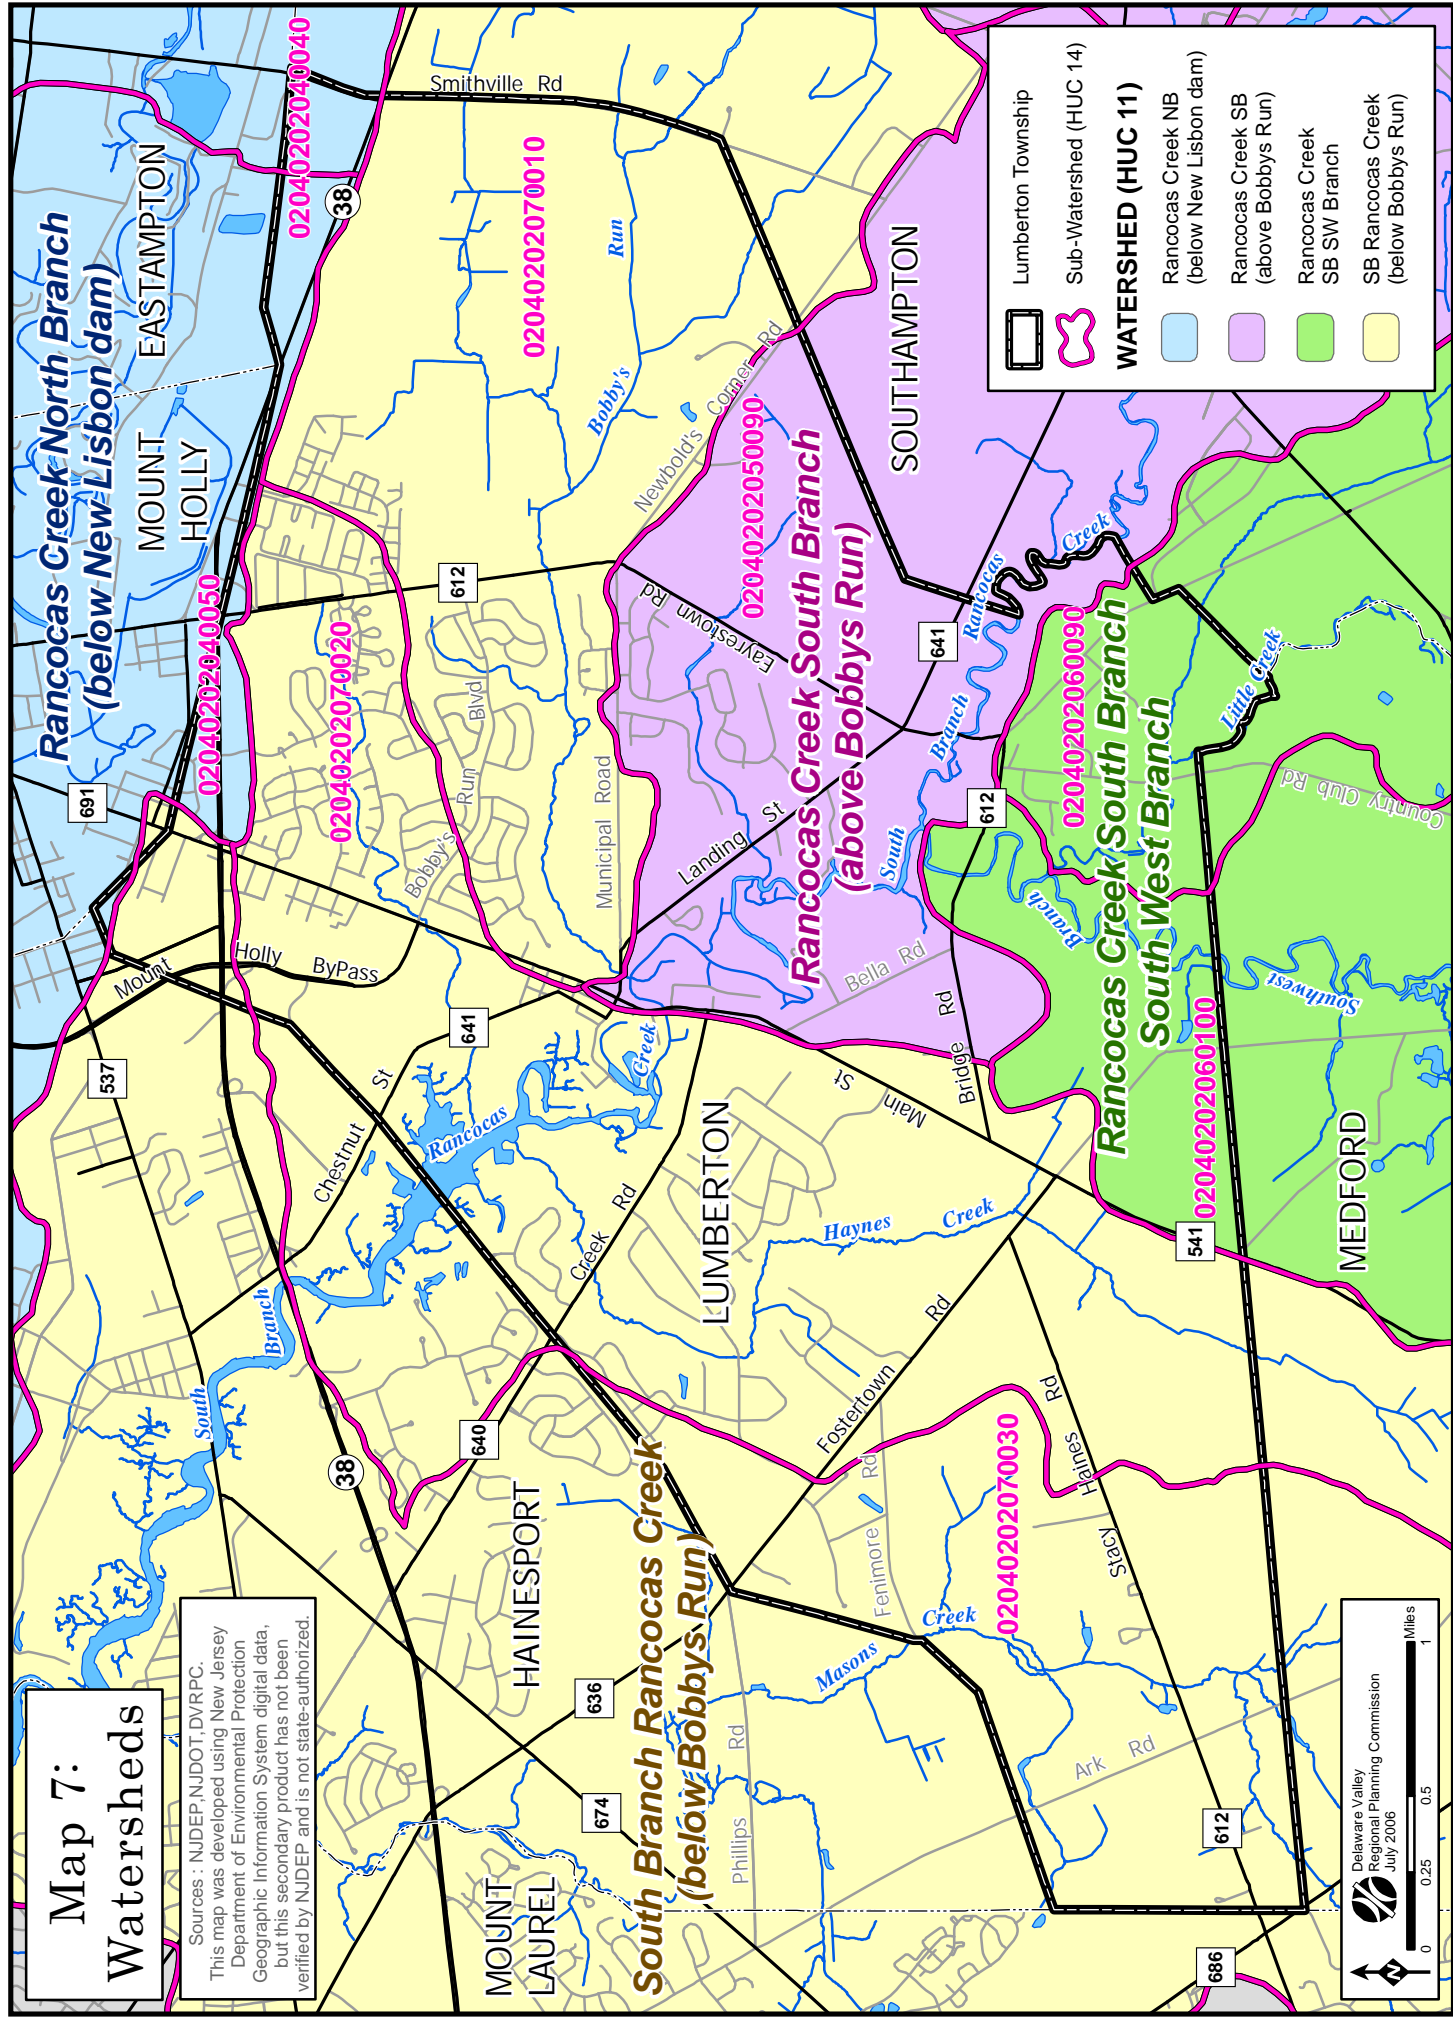 Map 7:
Watersheds
Sources : NJDEP,NJDOT,DVRPC.
This map was developed using New Jersey
Department of Environmental Protection
Geographic Information System digital data,
but this secondary product has not been
verified by NJDEP and is not state-authorized.
Rancocas Creek North Branch
(below New Lisbon dam)
MOUNT
HOLLY
EASTAMPTON
02040202040040
02040202040050
02040202070020
02040202070010
38
Smithville Rd
691
537
Mount Holly ByPass
612
641
Chestnut St
Bobby's Run Blvd
Bobby's Run
Municipal Road
Newbold's Corner Rd
South Branch Rancocas Creek
38
640
Creek Rd
HAINESPORT
LUMBERTON
636
674
MOUNT
LAUREL
South Branch Rancocas Creek
(below Bobbys Run)
Phillips Rd
Masons Creek
Fenimore Rd
Fostertown Rd
Haynes Creek
02040202070030
Stacy Haines Rd
Ark Rd
612
686
541
Main St
Bridge Rd
Bella Rd
Landing St
Eayrestown Rd
02040202050090
Rancocas Creek South Branch
(above Bobbys Run)
South Branch Rancocas Creek
641
612
SOUTHAMPTON
02040202060090
Rancocas Creek South Branch
South West Branch
02040202060100
Southwest Branch
Little Creek
Country Club Rd
MEDFORD
Lumberton Township
Sub-Watershed (HUC 14)
WATERSHED (HUC 11)
Rancocas Creek NB
(below New Lisbon dam)
Rancocas Creek SB
(above Bobbys Run)
Rancocas Creek
SB SW Branch
SB Rancocas Creek
(below Bobbys Run)
N
Delaware Valley
Regional Planning Commission
July 2006
0 0.25 0.5 1 Miles